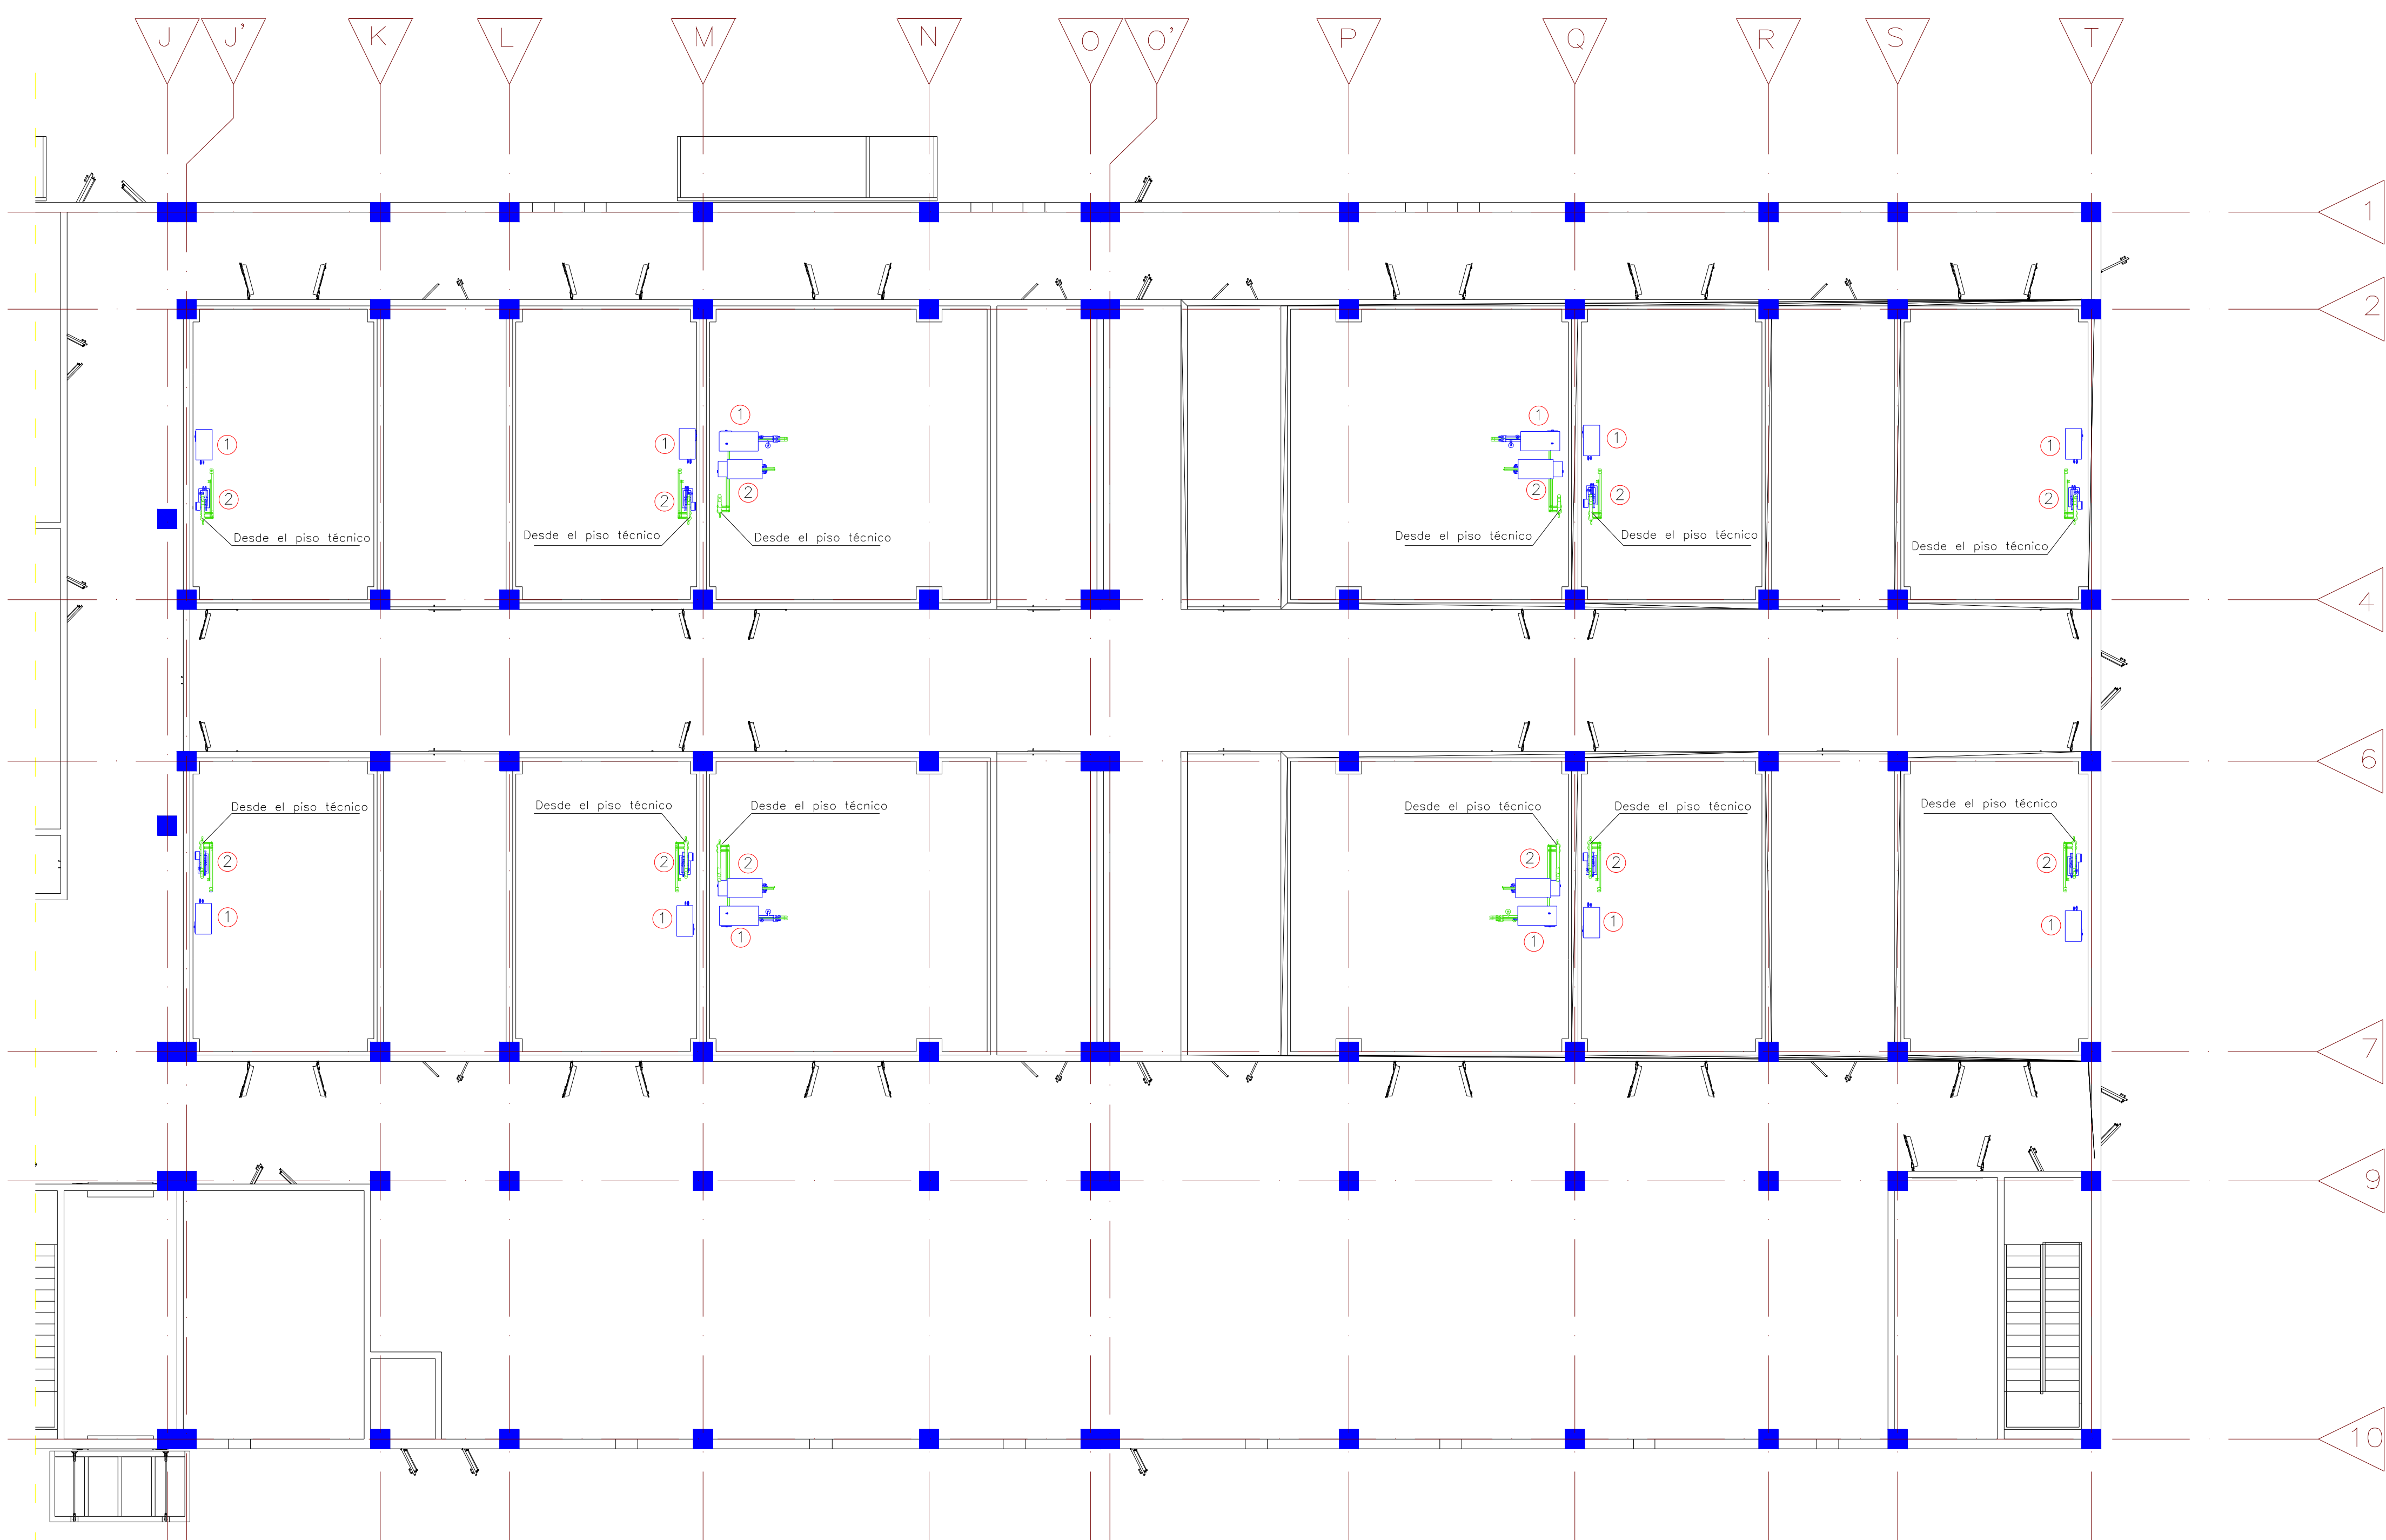 J J' K L M N O O' P Q R S T
1
2
1 1 1 1 1 1
2 2 2 2 2 2
Desde el piso técnico Desde el piso técnico Desde el piso técnico Desde el piso técnico Desde el piso técnico Desde el piso técnico
4
6
Desde el piso técnico Desde el piso técnico Desde el piso técnico Desde el piso técnico Desde el piso técnico Desde el piso técnico
2 2 2 2 2 2
1 1 1 1 1 1
7
9
10